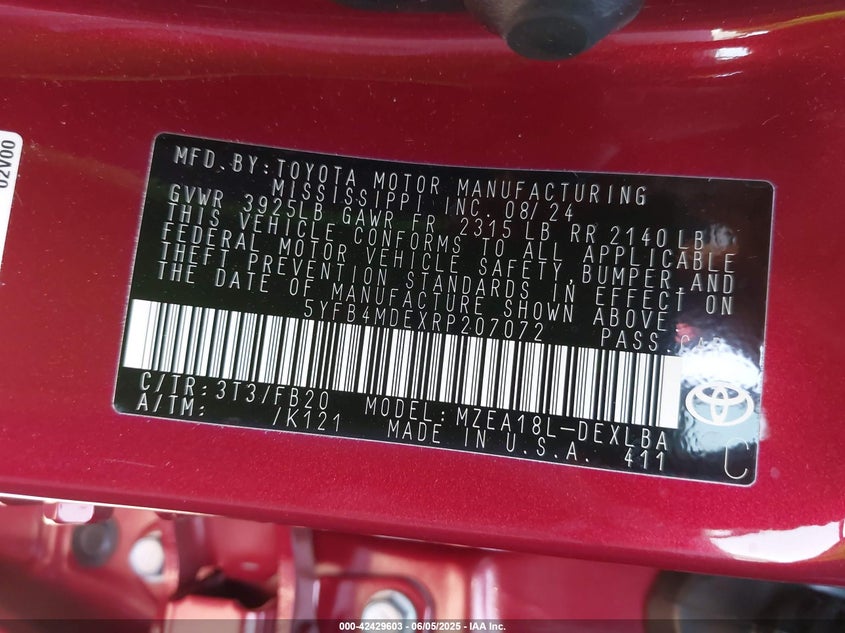 02V00
MFD.BY:TOYOTA MOTOR MANUFACTURING
MISSISSIPPI INC. 08/24
GVWR 3925LB GAWR FR 2315 LB RR 2140 LB
THIS VEHICLE CONFORMS TO ALL APPLICABLE
FEDERAL MOTOR VEHICLE SAFETY,BUMPER,AND
THEFT PREVENTION STANDARDS IN EFFECT ON
THE DATE OF MANUFACTURE SHOWN ABOVE.
5YFB4MDEXRP207072 PASS.CAR
C/TR:3T3/FB20 MODEL:MZEA18L-DEXLBA
A/TM: /K121 MADE IN U.S.A. 411
000-42429603 - 06/05/2025 - IAA Inc.